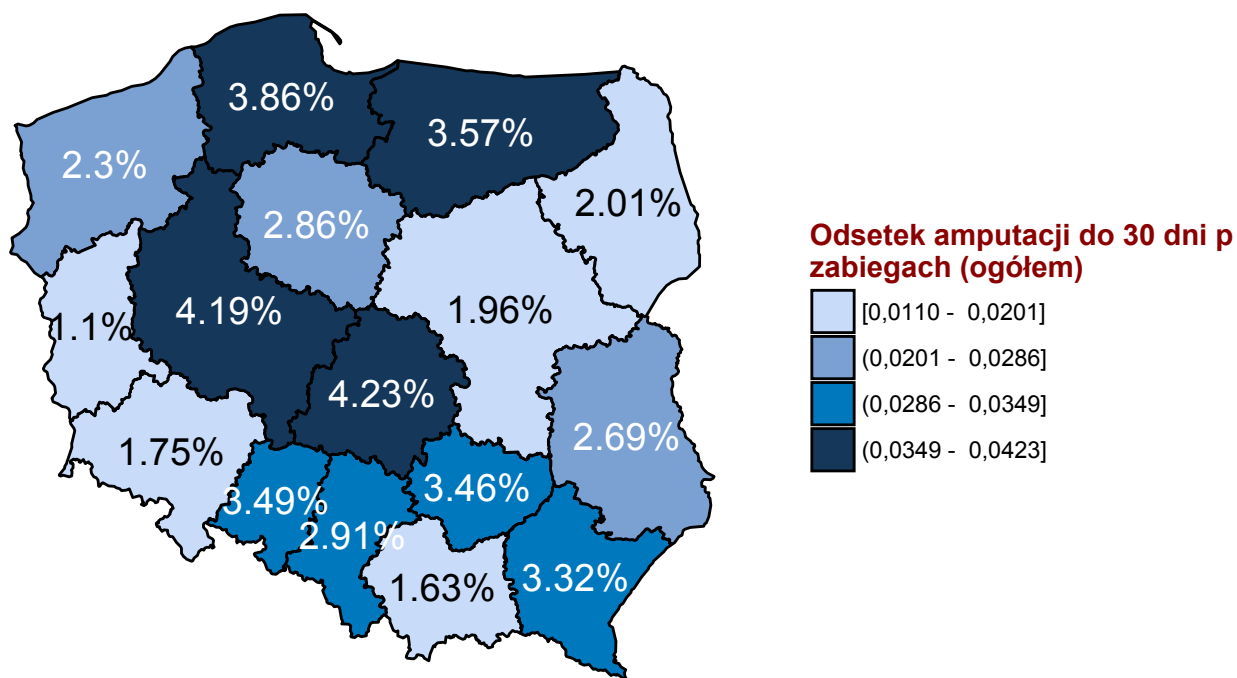 3.86%
3.57%
2.3%
2.01%
2.86%
1.96%
4.19%
1.1%
4.23%
2.69%
1.75%
3.46%
3.49%
2.91%
3.32%
1.63%
Odsetek amputacji do 30 dni p
zabiegach (ogółem)
[0,0110 - 0,0201]
(0,0201 - 0,0286]
(0,0286 - 0,0349]
(0,0349 - 0,0423]